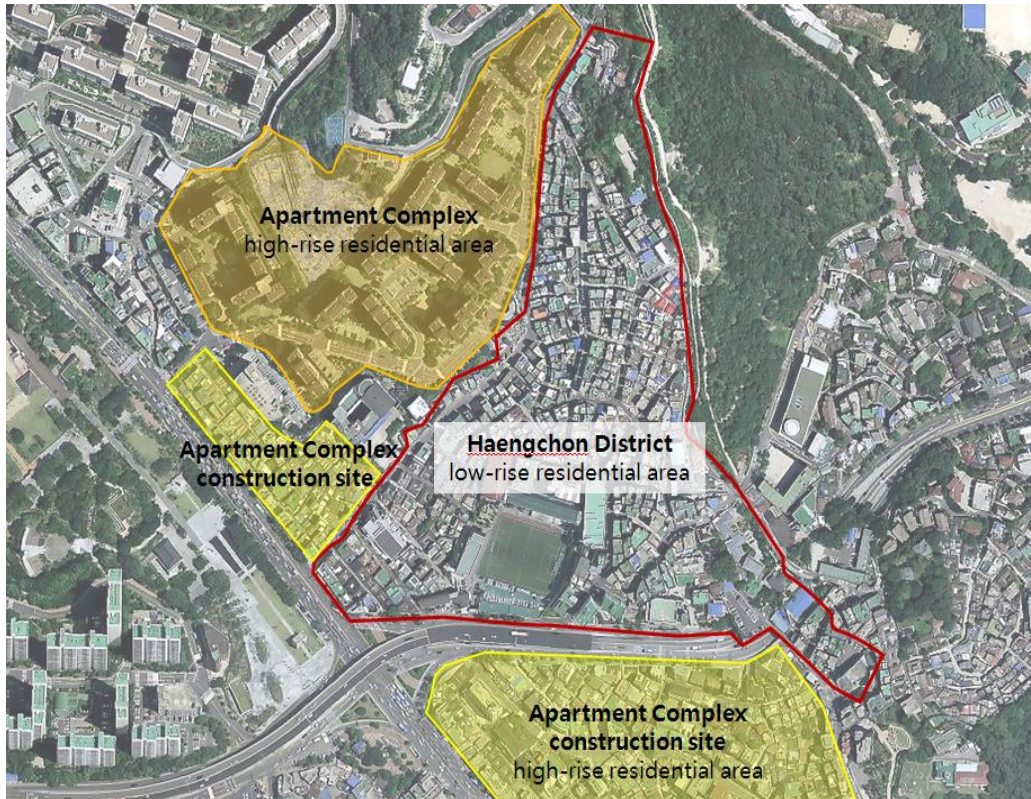 Apartment Complex
high-rise residential area
Apartment Complex
construction site
Haengchon District
low-rise residential area
Apartment Complex
construction site
high-rise residential area